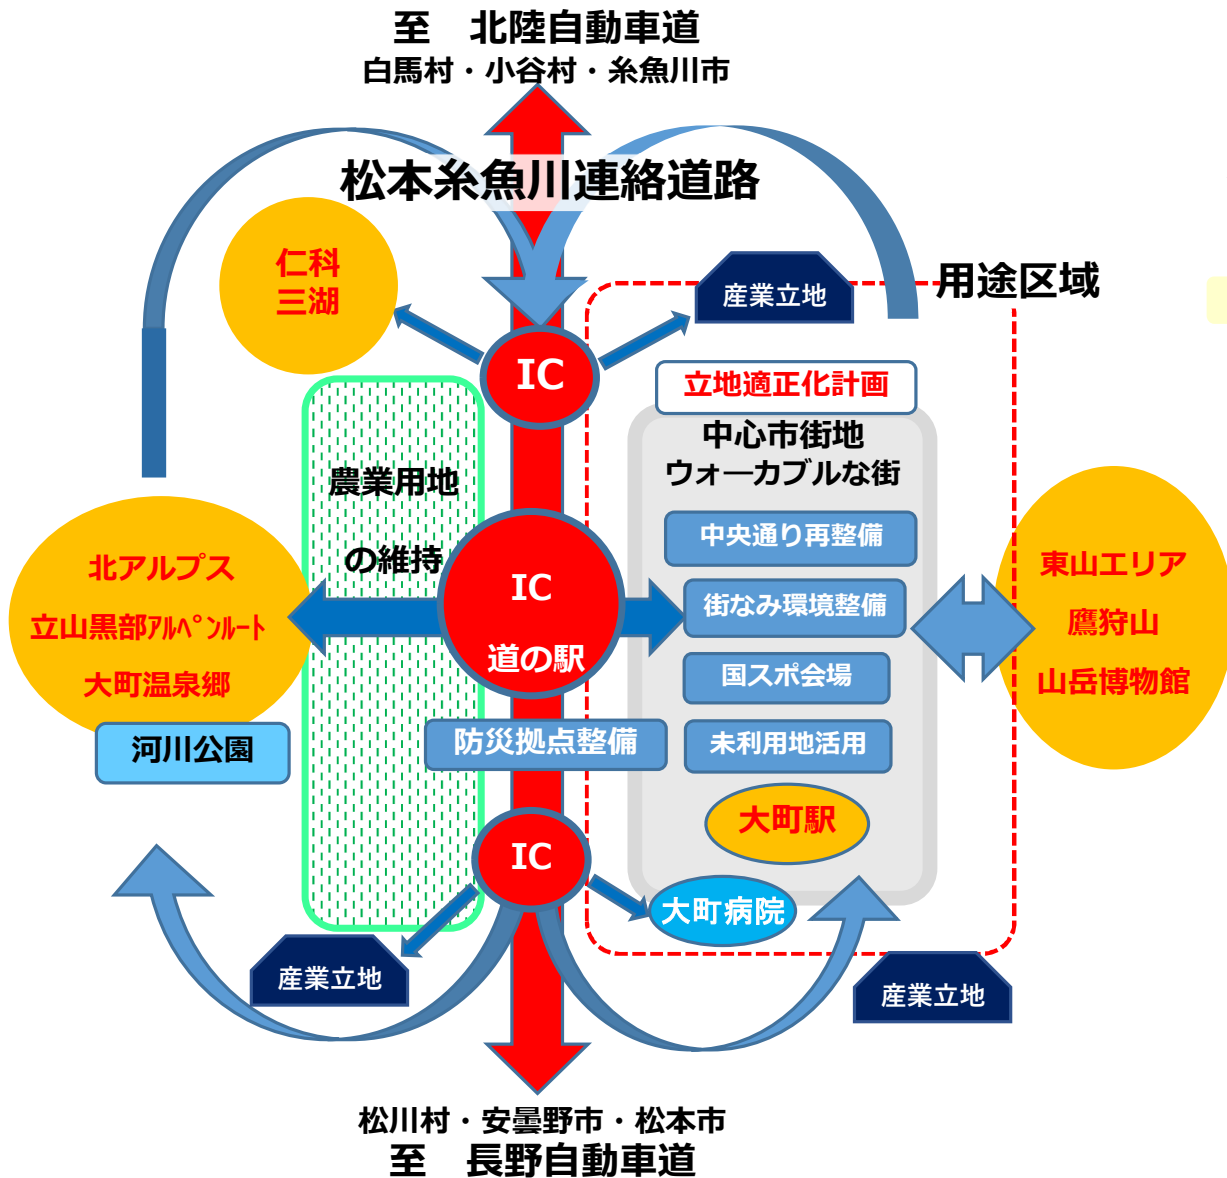 至　北陸自動車道
白馬村・小谷村・糸魚川市
松本糸魚川連絡道路
仁科
三湖
産業立地
用途区域
IC
立地適正化計画
中心市街地
ウォーカブルな街
農業用地
の維持
中央通り再整備
北アルプス
立山黒部ｱﾙﾍﾟﾝﾙｰﾄ
大町温泉郷
IC
道の駅
街なみ環境整備
東山エリア
鷹狩山
山岳博物館
国スポ会場
河川公園
防災拠点整備
未利用地活用
大町駅
IC
大町病院
産業立地
産業立地
松川村・安曇野市・松本市
至　長野自動車道